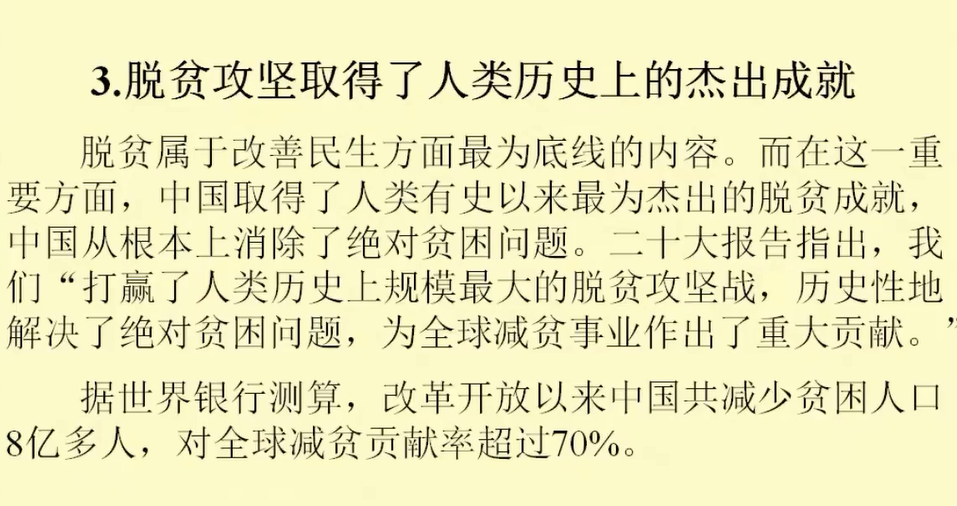 3.脱贫攻坚取得了人类历史上的杰出成就
脱贫属于改善民生方面最为底线的内容。而在这一重
要方面，中国取得了人类有史以来最为杰出的脱贫成就，
中国从根本上消除了绝对贫困问题。二十大报告指出，我
们“打赢了人类历史上规模最大的脱贫攻坚战，历史性地
解决了绝对贫困问题，为全球减贫事业作出了重大贡献。”
据世界银行测算，改革开放以来中国共减少贫困人口
8亿多人，对全球减贫贡献率超过70%。